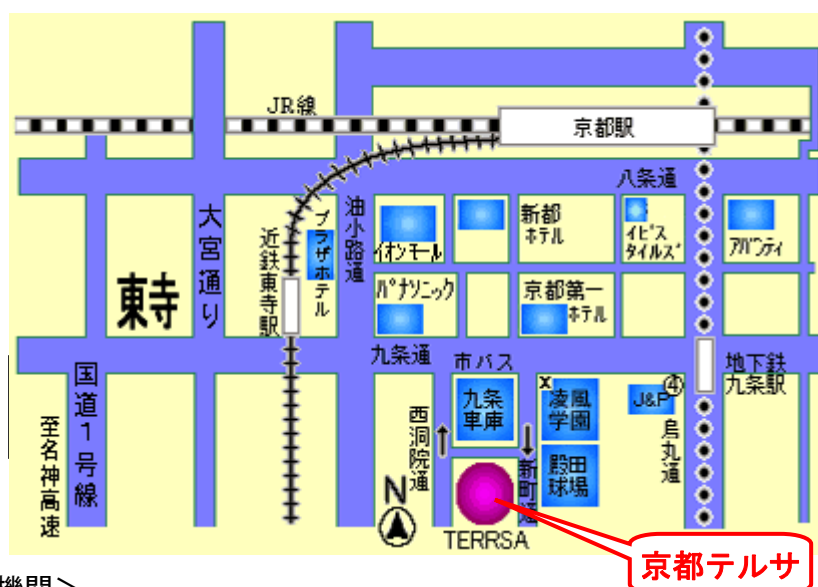 JR線
京都駅
八条通
大宮通り
近鉄東寺駅
プラザホテル
油小路通
イオンモール
新都
ホテル
イビス
タイルズ
アバンティ
東寺
パナソニック
京都第一
ホテル
九条通
市バス
地下鉄
九条駅
国道1号線
至名神高速
西洞院通
九条
車庫
x
凌風
学園
J&P
④
烏丸通
殿田
球場
新町通
N
TERRSA
京都テルサ
機関＞